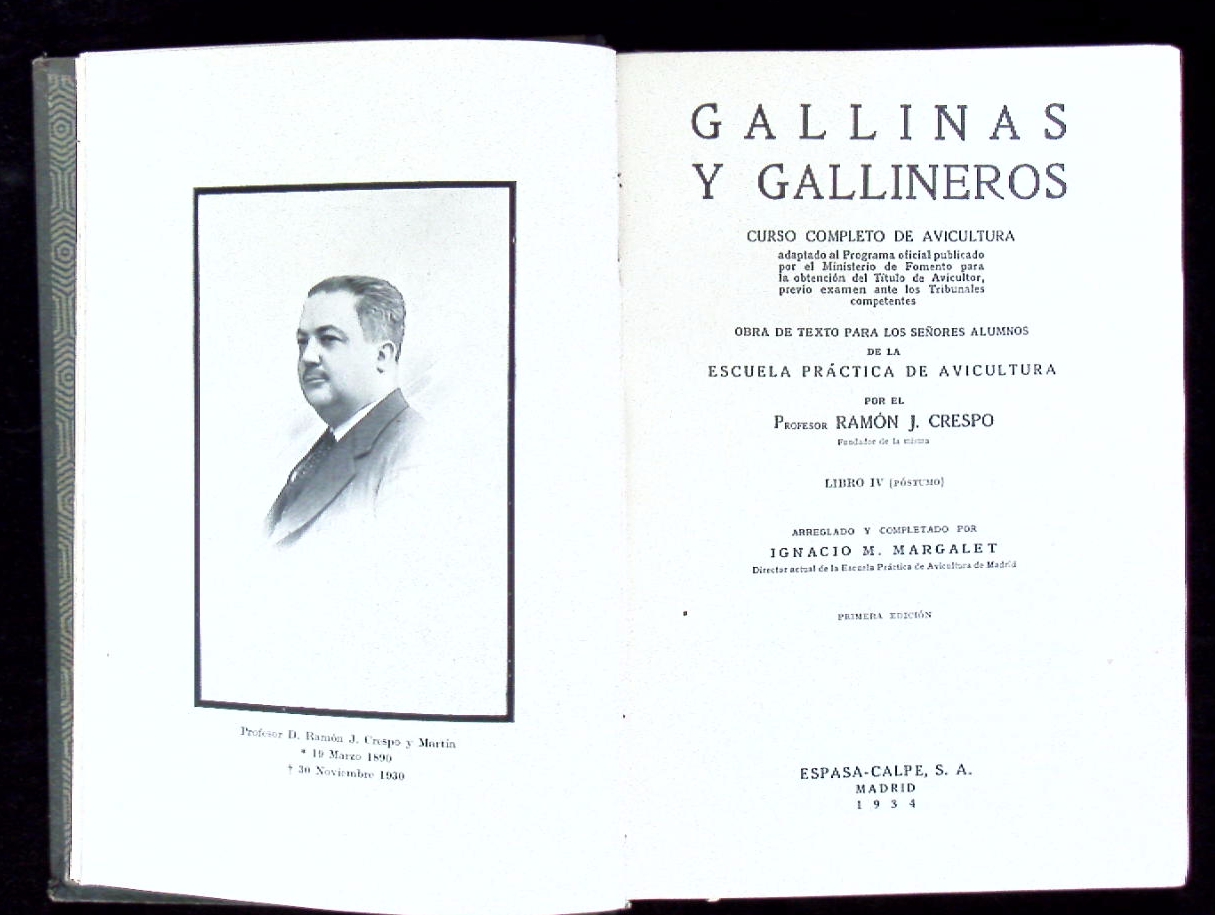 Profesor D. Ramón J. Crespo y Martín
* 19 Marzo 1890
† 30 Noviembre 1930
GALLINAS
Y GALLINEROS
CURSO COMPLETO DE AVICULTURA
adaptado al Programa oficial publicado
por el Ministerio de Fomento para
la obtención del Título de Avicultor,
previo examen ante los Tribunales
competentes
OBRA DE TEXTO PARA LOS SEÑORES ALUMNOS
DE LA
ESCUELA PRÁCTICA DE AVICULTURA
POR EL
PROFESOR RAMÓN J. CRESPO
Fundador de la misma
LIBRO IV (PÓSTUMO)
ARREGLADO Y COMPLETADO POR
IGNACIO M. MARGALET
Director actual de la Escuela Práctica de Avicultura de Madrid
PRIMERA EDICIÓN
ESPASA-CALPE, S. A.
MADRID
1934